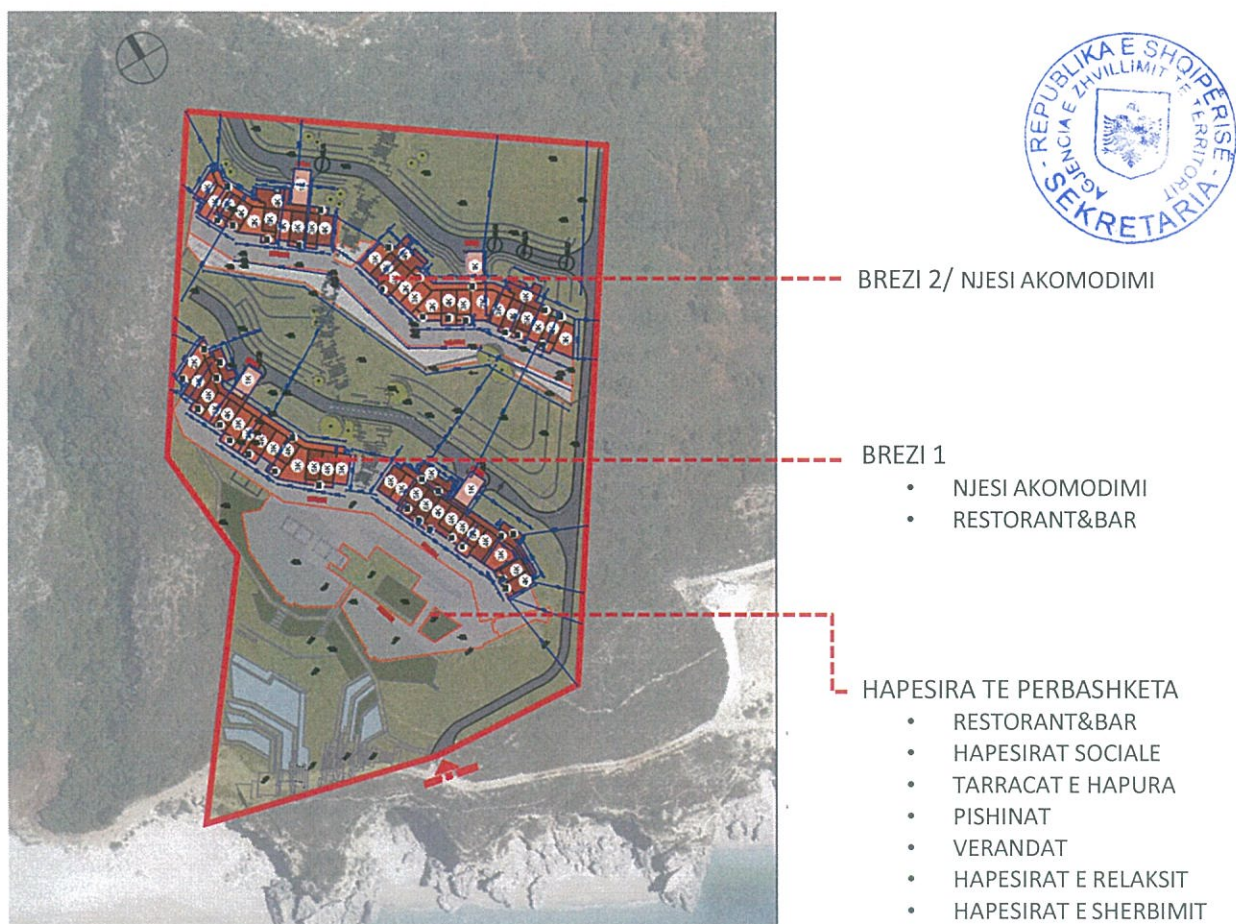 REPUBLIKA E SHQIPËRISË
AGJENCIA E ZHVILLIMIT TE TERRITORIT
- SEKRETARIA -
BREZI 2/ NJESI AKOMODIMI
BREZI 1
• NJESI AKOMODIMI
• RESTORANT&BAR
HAPESIRA TE PERBASHKETA
• RESTORANT&BAR
• HAPESIRAT SOCIALE
• TARRACAT E HAPURA
• PISHINAT
• VERANDAT
• HAPESIRAT E RELAKSIT
• HAPESIRAT E SHERBIMIT